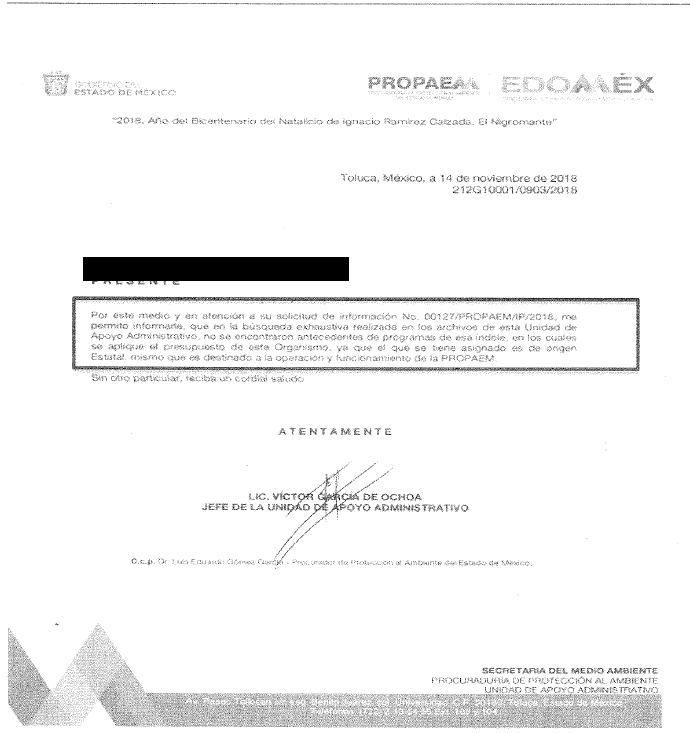 GOBIERNO DEL
ESTADO DE MÉXICO
PROPAEM
EDOMÉX
"2018, Año del Bicentenario del Natalicio de Ignacio Ramírez Calzada, El Nigromante"
Toluca, México, a 14 de noviembre de 2018
212G10001/0903/2018
PRESENTE
Por este medio y en atención a su solicitud de información No. 00127/PROPAEM/IP/2018, me
permito informarle, que en la búsqueda exhaustiva realizada en los archivos de esta Unidad de
Apoyo Administrativo, no se encontraron antecedentes de programas de esa índole, en los cuales
se aplique el presupuesto de este Organismo, ya que el que se tiene asignado es de origen
Estatal, mismo que es destinado a la operación y funcionamiento de la PROPAEM.
Sin otro particular, reciba un cordial saludo
ATENTAMENTE
LIC. VÍCTOR GARCÍA DE OCHOA
JEFE DE LA UNIDAD DE APOYO ADMINISTRATIVO
C.c.p. Dr. Luis Eduardo Gómez García - Procurador de Protección al Ambiente del Estado de México.
SECRETARÍA DEL MEDIO AMBIENTE
PROCURADURÍA DE PROTECCIÓN AL AMBIENTE
UNIDAD DE APOYO ADMINISTRATIVO
Av. Paseo Tollocan Benito Juárez, Universidad, C.P. Toluca, Estado de México